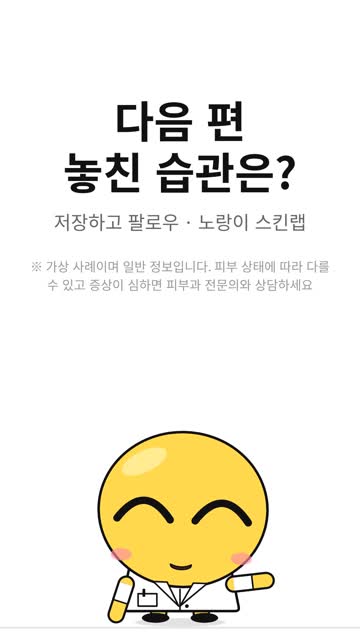 다음 편
놓친 습관은?
저장하고 팔로우 · 노랑이 스킨랩
※ 가상 사례이며 일반 정보입니다. 피부 상태에 따라 다를
수 있고 증상이 심하면 피부과 전문의와 상담하세요